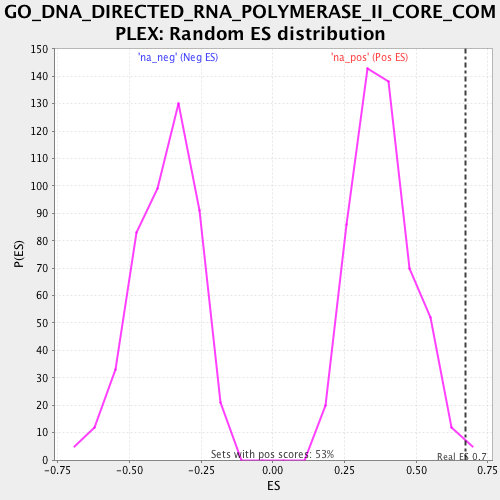 GO_DNA_DIRECTED_RNA_POLYMERASE_II_CORE_COM
PLEX: Random ES distribution
'na_neg' (Neg ES)
'na_pos' (Pos ES)
150
140
130
120
110
100
90
80
70
60
50
40
30
20
10
0
P(ES)
Sets with pos scores: 53%
Real ES 0.7
-0.75
-0.50
-0.25
0.00
0.25
0.50
0.75
ES